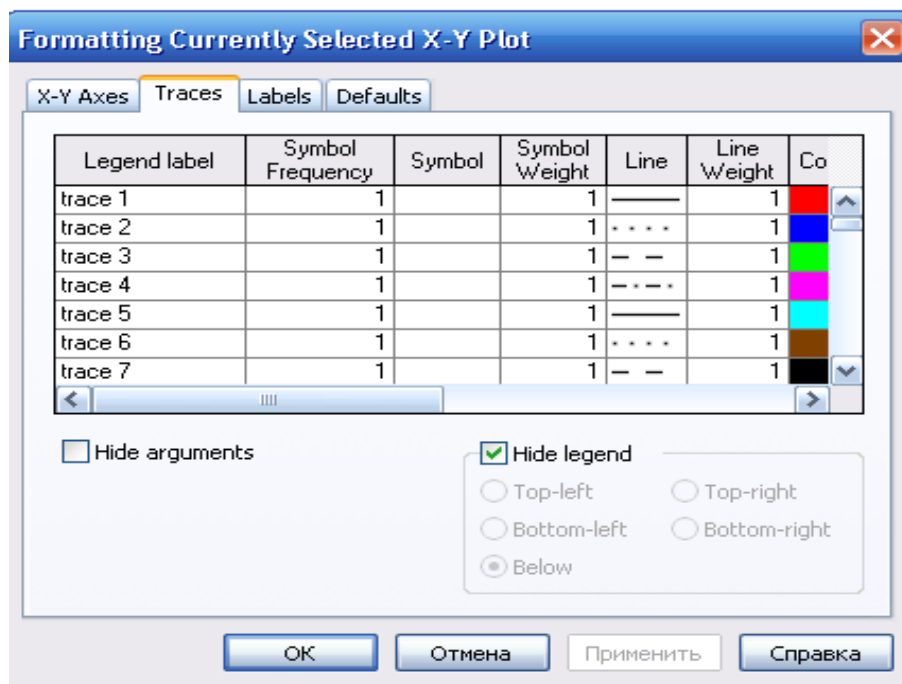 Formatting Currently Selected X-Y Plot
X-Y Axes Traces Labels Defaults
Legend label Symbol Frequency Symbol Symbol Weight Line Line Weight Co
trace 1 1 1 1
trace 2 1 1 1
trace 3 1 1 1
trace 4 1 1 1
trace 5 1 1 1
trace 6 1 1 1
trace 7 1 1 1
Hide arguments Hide legend
Top-left Top-right
Bottom-left Bottom-right
Below
OK Отмена Применить Справка